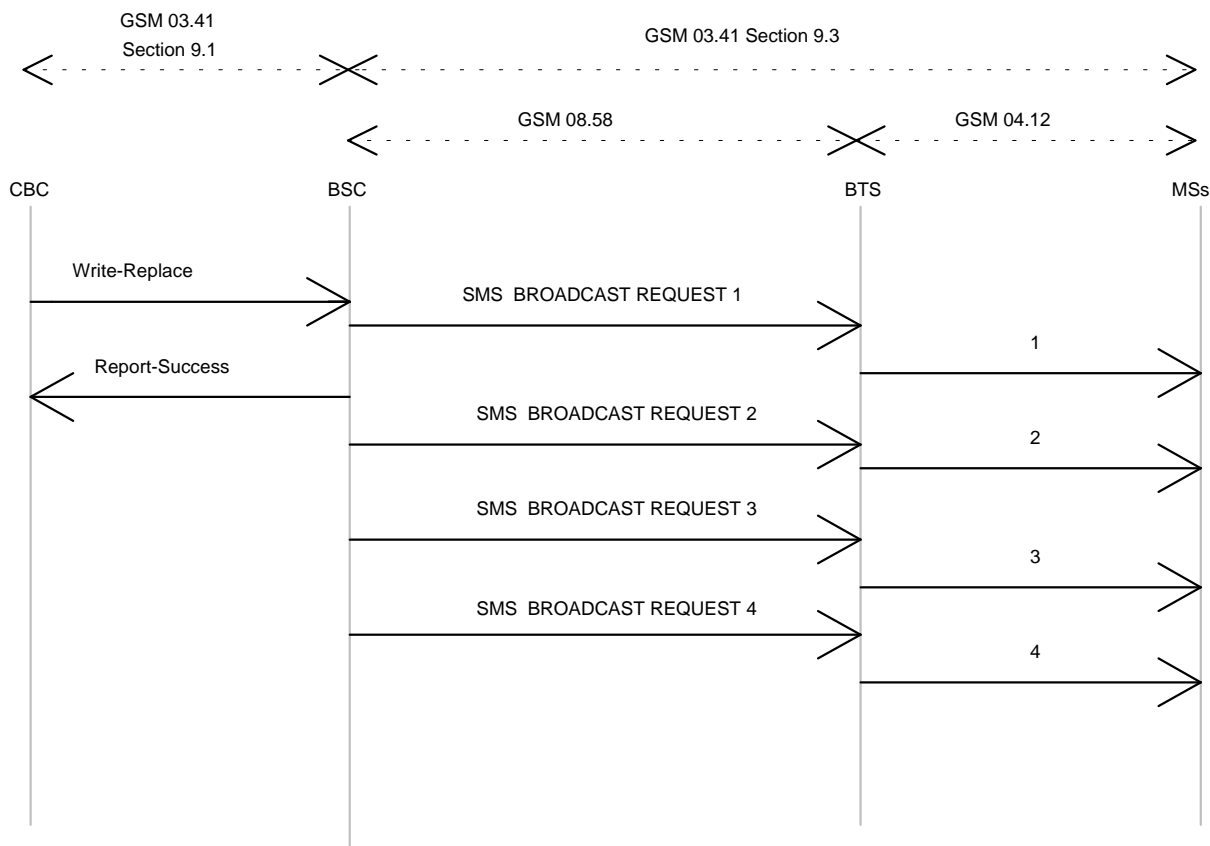 GSM 03.41
Section 9.1
GSM 03.41 Section 9.3
GSM 08.58
GSM 04.12
CBC
BSC
BTS
MSs
Write-Replace
SMS BROADCAST REQUEST 1
1
Report-Success
SMS BROADCAST REQUEST 2
2
SMS BROADCAST REQUEST 3
3
SMS BROADCAST REQUEST 4
4